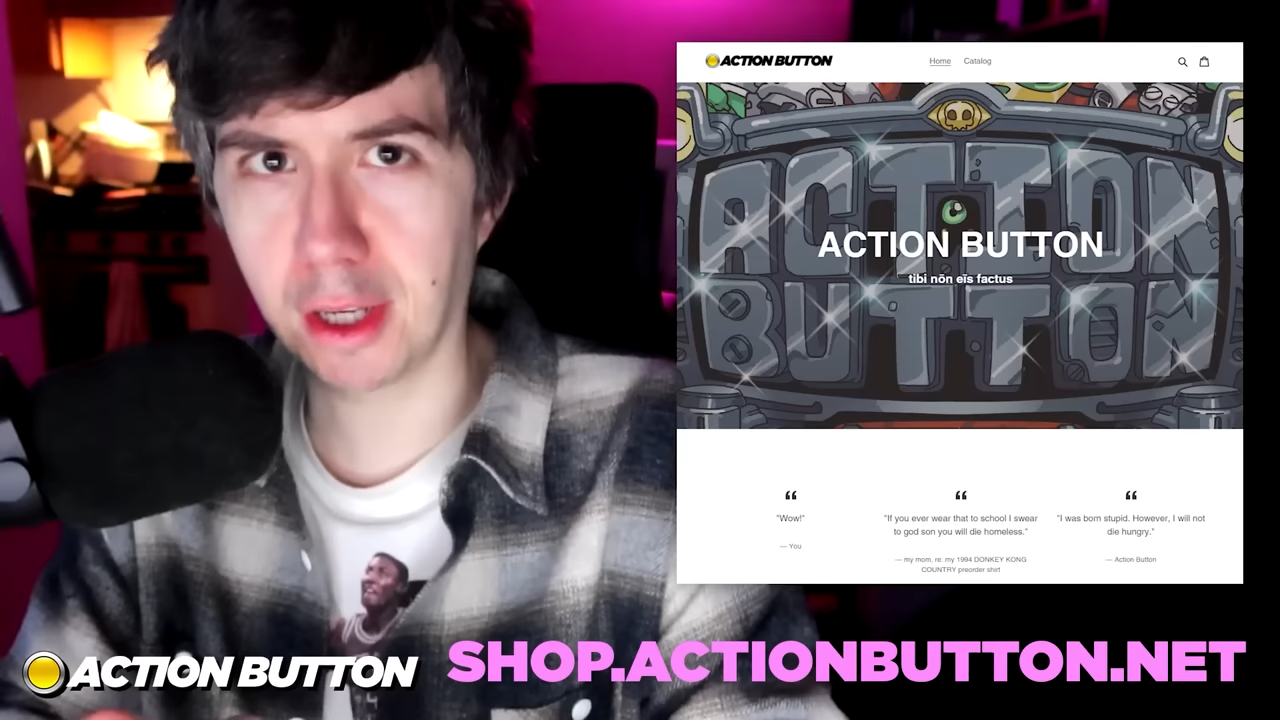 ACTION BUTTON
Home Catalog
ACTION
BUTTON
ACTION BUTTON
tibi nōn eīs factus
“ “ “
"Wow!"
— You
"If you ever wear that to school I swear
to god son you will die homeless."
— my mom, re: my 1994 DONKEY KONG
COUNTRY preorder shirt
"I was born stupid. However, I will not
die hungry."
— Action Button
ACTION BUTTON
SHOP.ACTIONBUTTON.NET